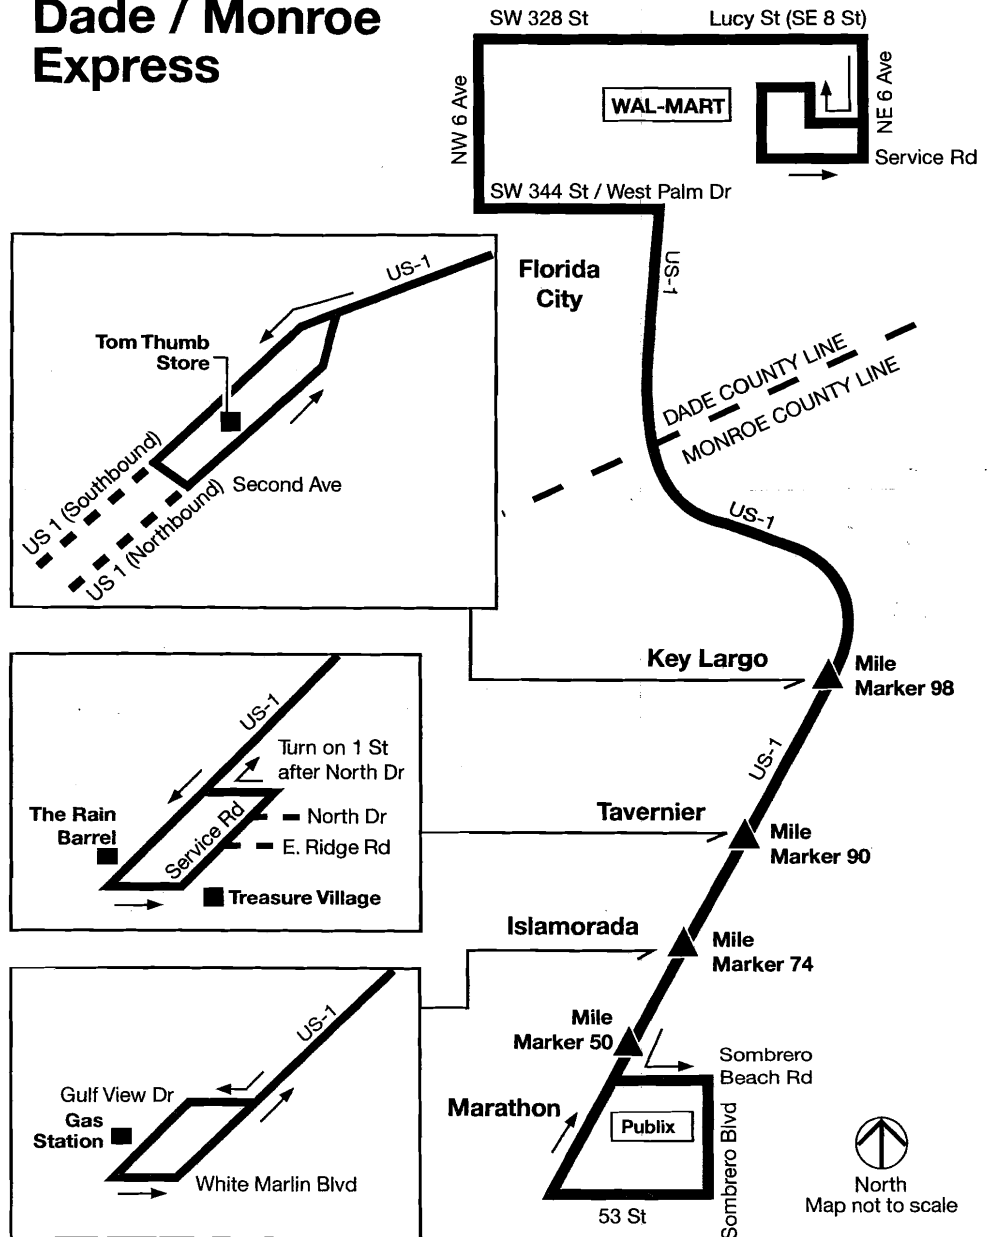 Dade / Monroe
Express
SW 328 St
Lucy St (SE 8 St)
NW 6 Ave
WAL-MART
NE 6 Ave
Service Rd
SW 344 St / West Palm Dr
US-1
Florida
City
DADE COUNTY LINE
MONROE COUNTY LINE
US-1
US-1
Tom Thumb
Store
US 1 (Southbound)
US 1 (Northbound)
Second Ave
Key Largo
Mile
Marker 98
US-1
US-1
Turn on 1 St
after North Dr
The Rain
Barrel
Service Rd
North Dr
E. Ridge Rd
Treasure Village
Tavernier
Mile
Marker 90
Islamorada
Mile
Marker 74
US-1
Gulf View Dr
Gas
Station
White Marlin Blvd
Mile
Marker 50
Sombrero
Beach Rd
Marathon
Publix
Sombrero Blvd
53 St
North
Map not to scale